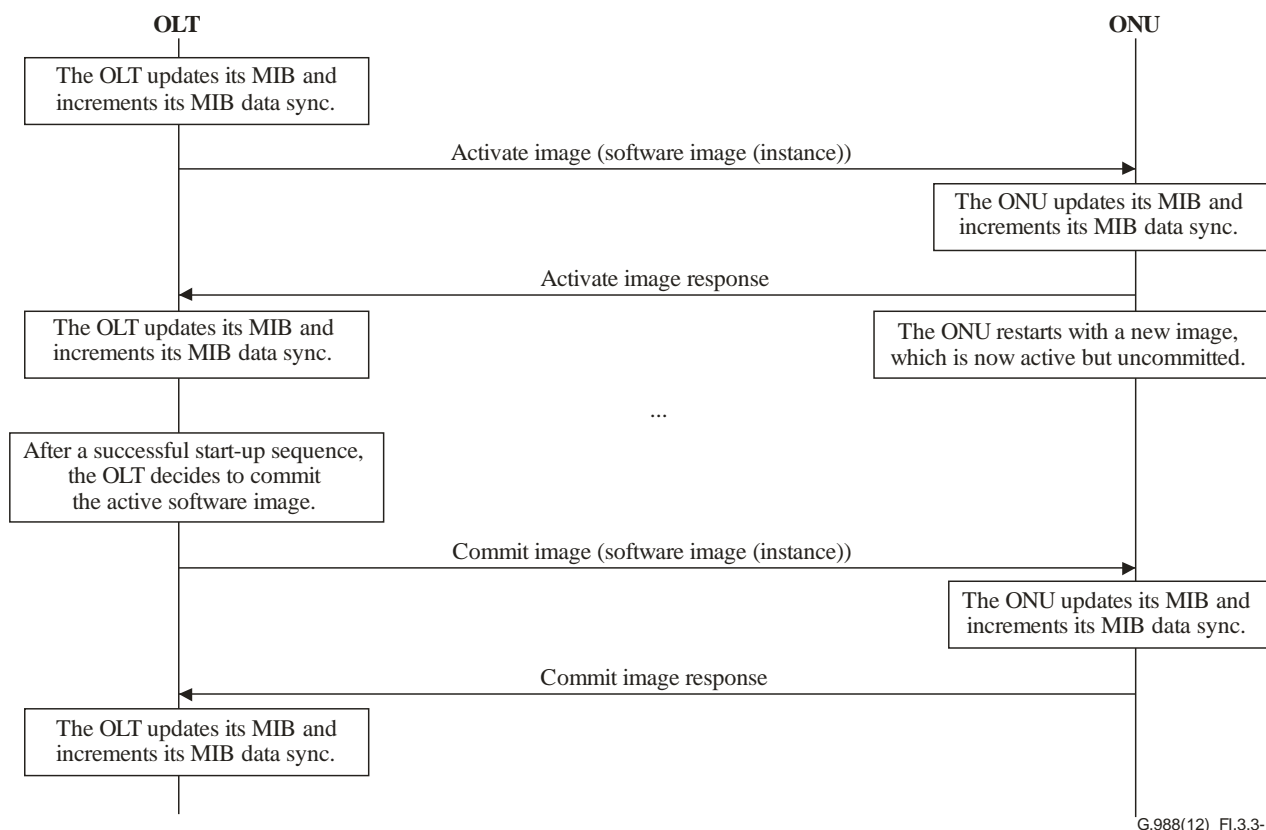 OLT
ONU
The OLT updates its MIB and
increments its MIB data sync.
Activate image (software image (instance))
The ONU updates its MIB and
increments its MIB data sync.
Activate image response
The OLT updates its MIB and
increments its MIB data sync.
The ONU restarts with a new image,
which is now active but uncommitted.
...
After a successful start-up sequence,
the OLT decides to commit
the active software image.
Commit image (software image (instance))
The ONU updates its MIB and
increments its MIB data sync.
Commit image response
The OLT updates its MIB and
increments its MIB data sync.
G.988(12)_FI.3.3-